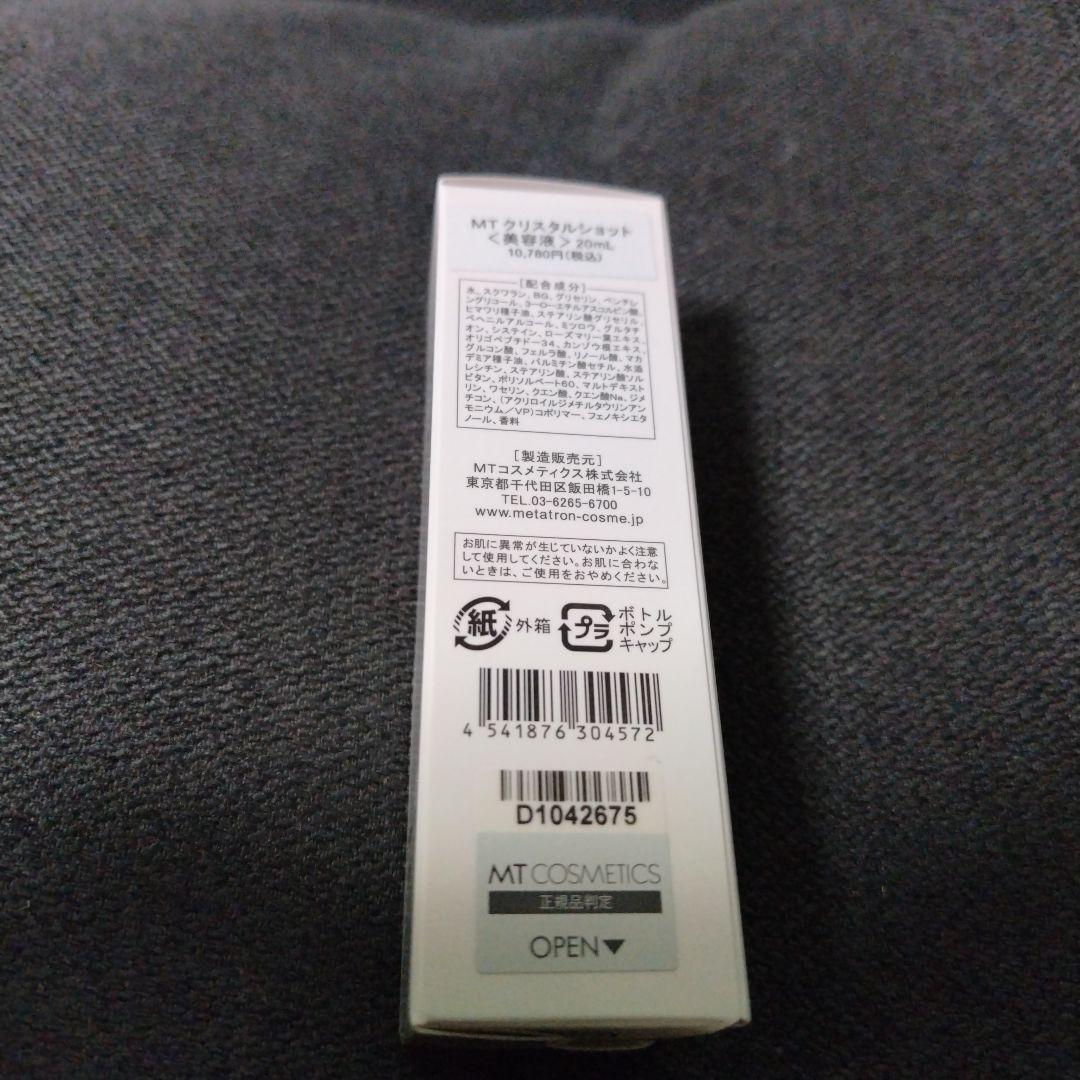 MT クリスタルショット
＜美容液＞20mL
10,780円（税込）
［配合成分］
水、スクワラン、BG、グリセリン、ペンチレ
ングリコール、3-O-エチルアスコルビン酸、
ヒマワリ種子油、ステアリン酸グリセリル、
ベヘニルアルコール、ミツロウ、グルタチ
オン、システイン、ローズマリー葉エキス、
オリゴペプチド-34、カンゾウ根エキス、
グルコン酸、フェルラ酸、リノール酸、マカ
デミア種子油、パルミチン酸セチル、水添
レシチン、ステアリン酸、ステアリン酸ソル
ビタン、ポリソルベート60、マルトデキスト
リン、ワセリン、クエン酸、クエン酸Na、ジメ
チコン、（アクリロイルジメチルタウリンアン
モニウム／VP）コポリマー、フェノキシエタ
ノール、香料
［製造販売元］
MTコスメティクス株式会社
東京都千代田区飯田橋1-5-10
TEL.03-6265-6700
www.metatron-cosme.jp
お肌に異常が生じていないかよく注意
して使用してください。お肌に合わな
いときは、ご使用をおやめください。
紙 外箱 プラ ボトル
ポンプ
キャップ
4 541876 304572
D1042675
MT COSMETICS
正規品判定
OPEN▼